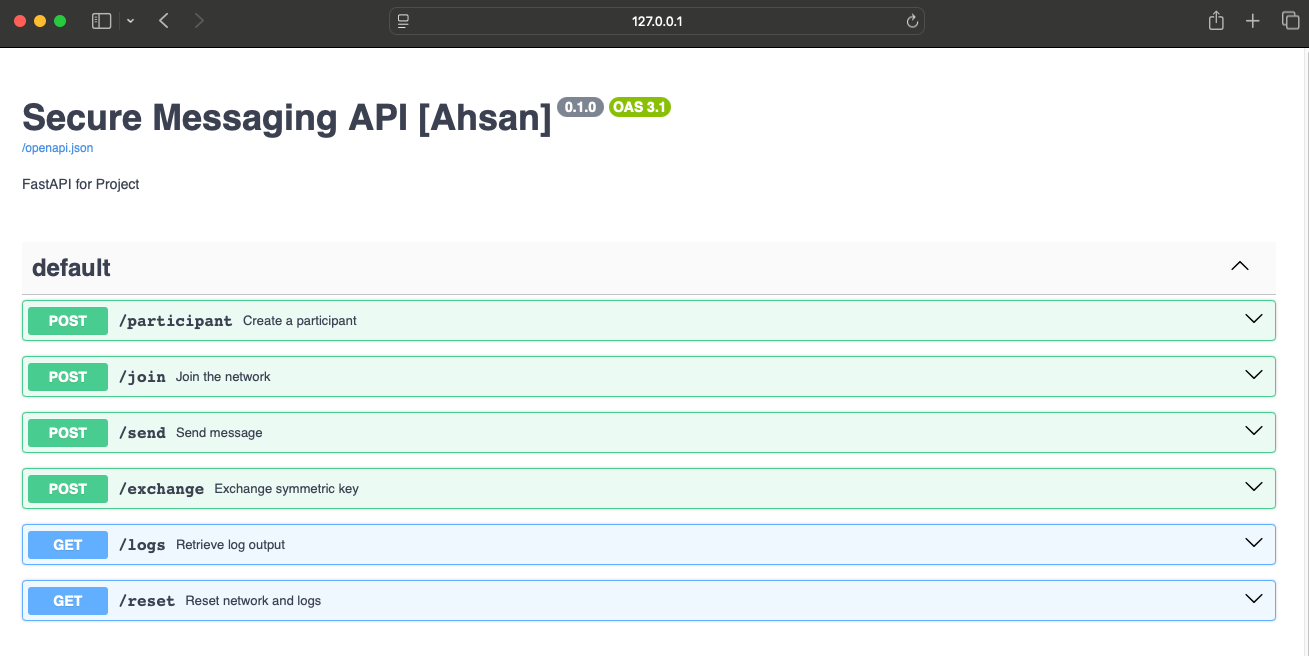 127.0.0.1
Secure Messaging API [Ahsan] 0.1.0 OAS 3.1
/openapi.json
FastAPI for Project
default
POST /participant Create a participant
POST /join Join the network
POST /send Send message
POST /exchange Exchange symmetric key
GET /logs Retrieve log output
GET /reset Reset network and logs